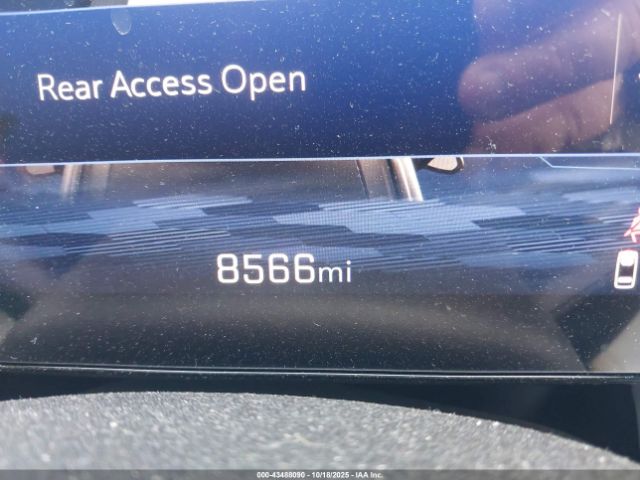 Rear Access Open
8566mi
000-43488090 - 10/18/2025 - IAA Inc.